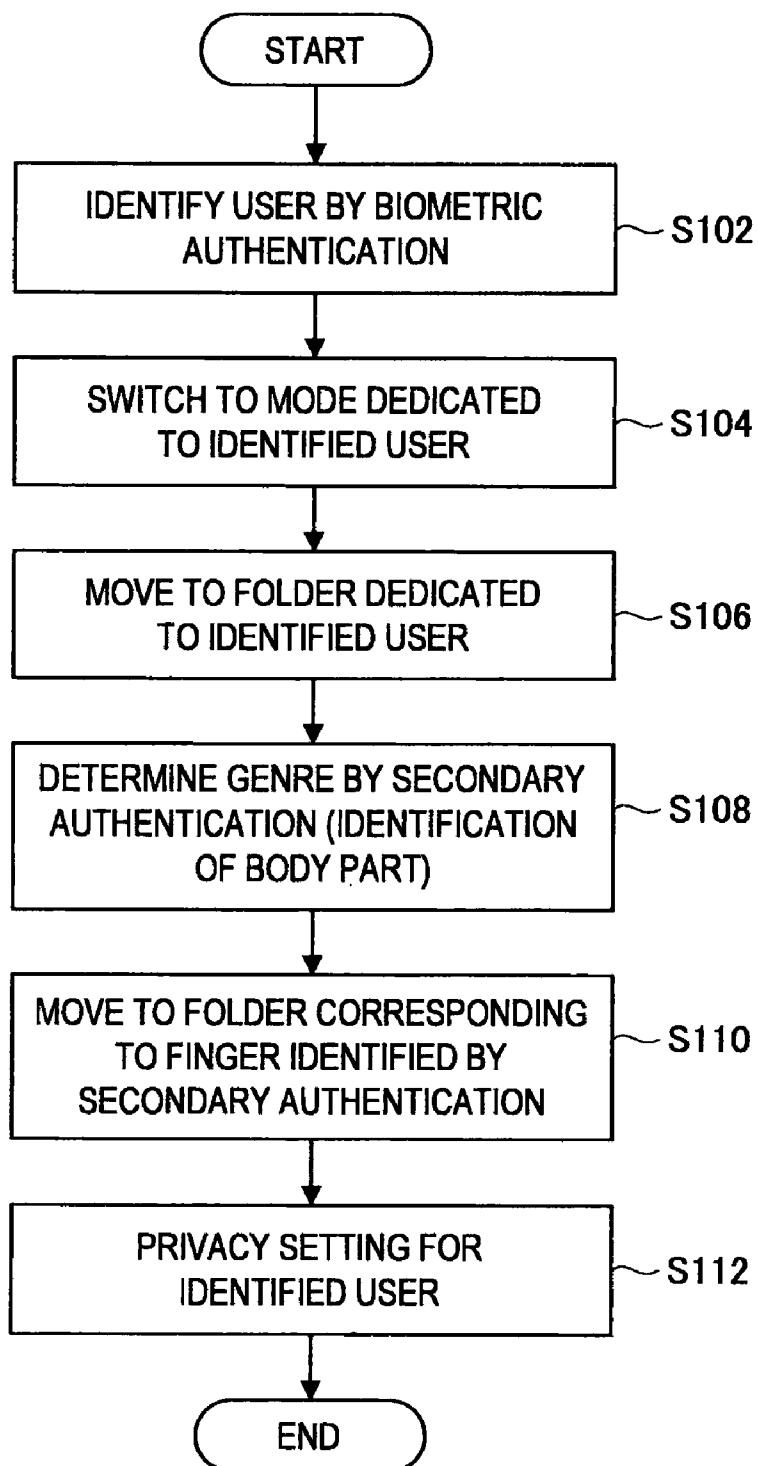 START
IDENTIFY USER BY BIOMETRIC
AUTHENTICATION
S102
SWITCH TO MODE DEDICATED
TO IDENTIFIED USER
S104
MOVE TO FOLDER DEDICATED
TO IDENTIFIED USER
S106
DETERMINE GENRE BY SECONDARY
AUTHENTICATION (IDENTIFICATION
OF BODY PART)
S108
MOVE TO FOLDER CORRESPONDING
TO FINGER IDENTIFIED BY
SECONDARY AUTHENTICATION
S110
PRIVACY SETTING FOR
IDENTIFIED USER
S112
END